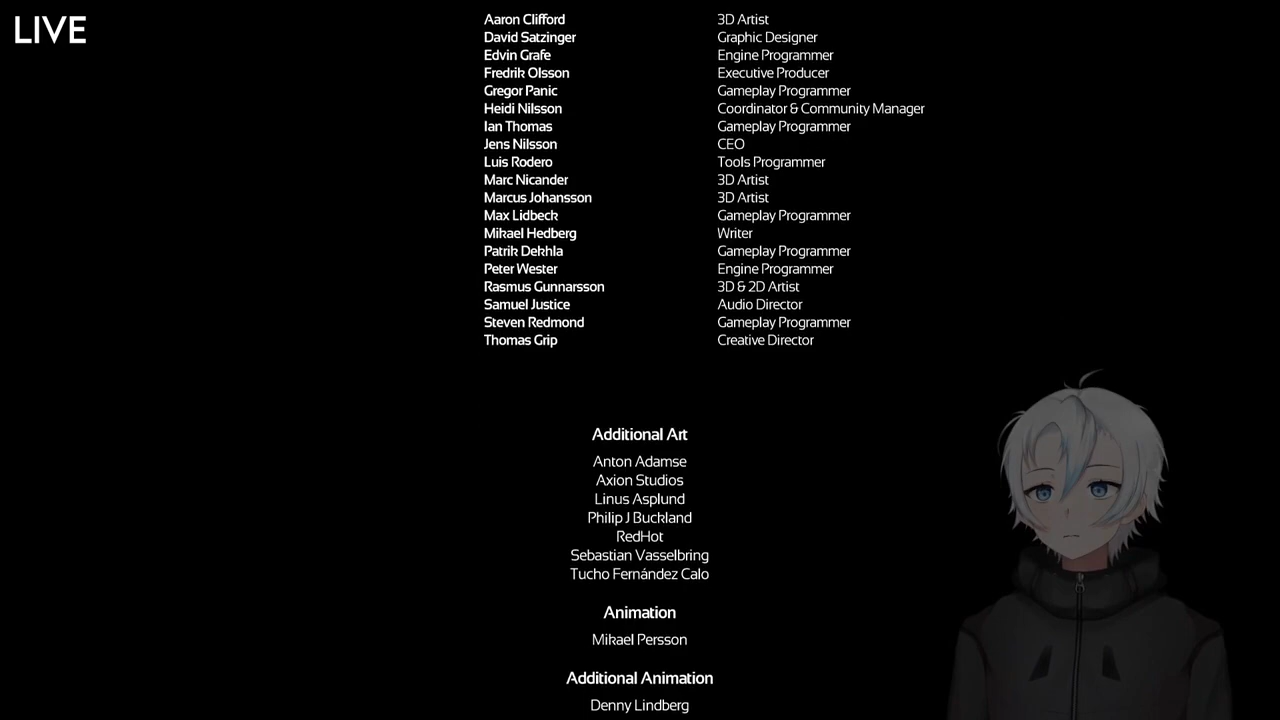 LIVE
Aaron Clifford 3D Artist
David Satzinger Graphic Designer
Edvin Grafe Engine Programmer
Fredrik Olsson Executive Producer
Gregor Panic Gameplay Programmer
Heidi Nilsson Coordinator & Community Manager
Ian Thomas Gameplay Programmer
Jens Nilsson CEO
Luis Rodero Tools Programmer
Marc Nicander 3D Artist
Marcus Johansson 3D Artist
Max Lidbeck Gameplay Programmer
Mikael Hedberg Writer
Patrik Dekhla Gameplay Programmer
Peter Wester Engine Programmer
Rasmus Gunnarsson 3D & 2D Artist
Samuel Justice Audio Director
Steven Redmond Gameplay Programmer
Thomas Grip Creative Director
Additional Art
Anton Adamse
Axion Studios
Linus Asplund
Philip J Buckland
RedHot
Sebastian Vasselbring
Tucho Fernández Calo
Animation
Mikael Persson
Additional Animation
Denny Lindberg